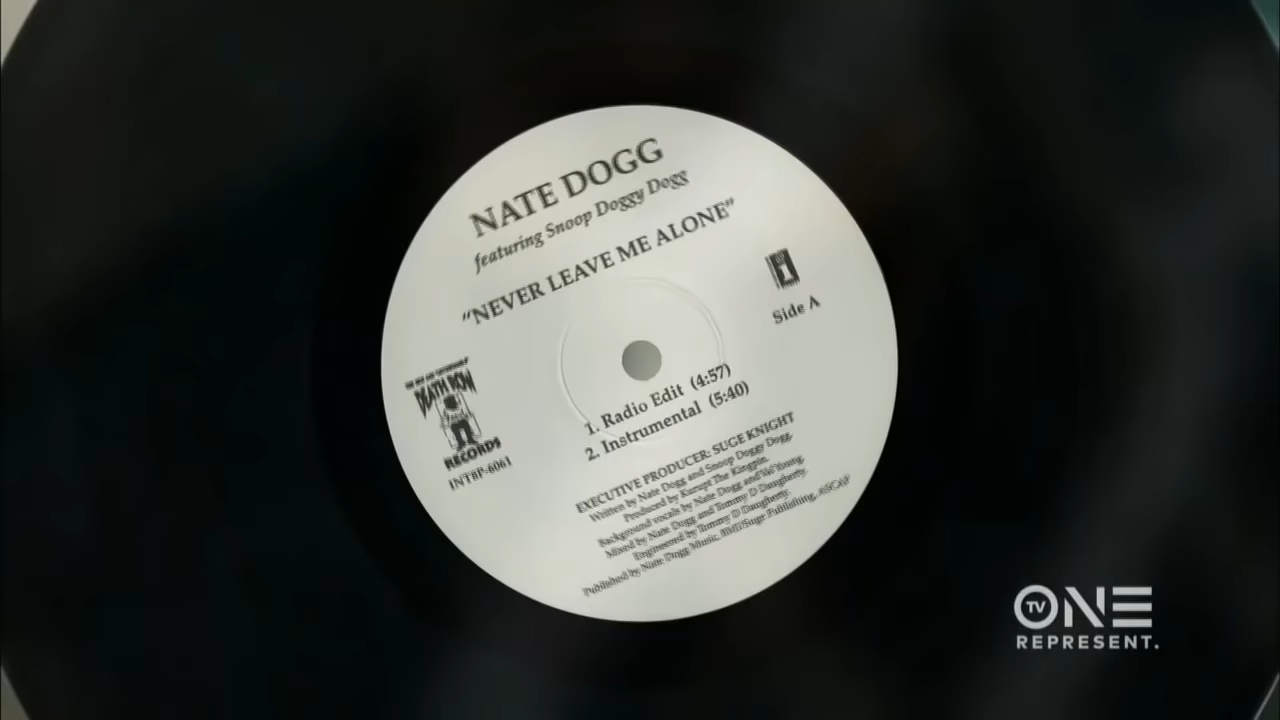 NATE DOGG
featuring Snoop Doggy Dogg
"NEVER LEAVE ME ALONE"
Side A
1. Radio Edit (4:57)
2. Instrumental (5:40)
DEATH ROW
RECORDS
INT8P-6061
EXECUTIVE PRODUCER: SUGE KNIGHT
Written by Nate Dogg and Snoop Doggy Dogg.
Produced by Kurupt The Kingpin.
Background vocals by Nate Dogg and Val Young.
Mixed by Nate Dogg and Tommy D Daugherty.
Engineered by Tommy D Daugherty.
Published by Nate Dogg Music, BMI/Suge Publishing, ASCAP
TV ONE
REPRESENT.